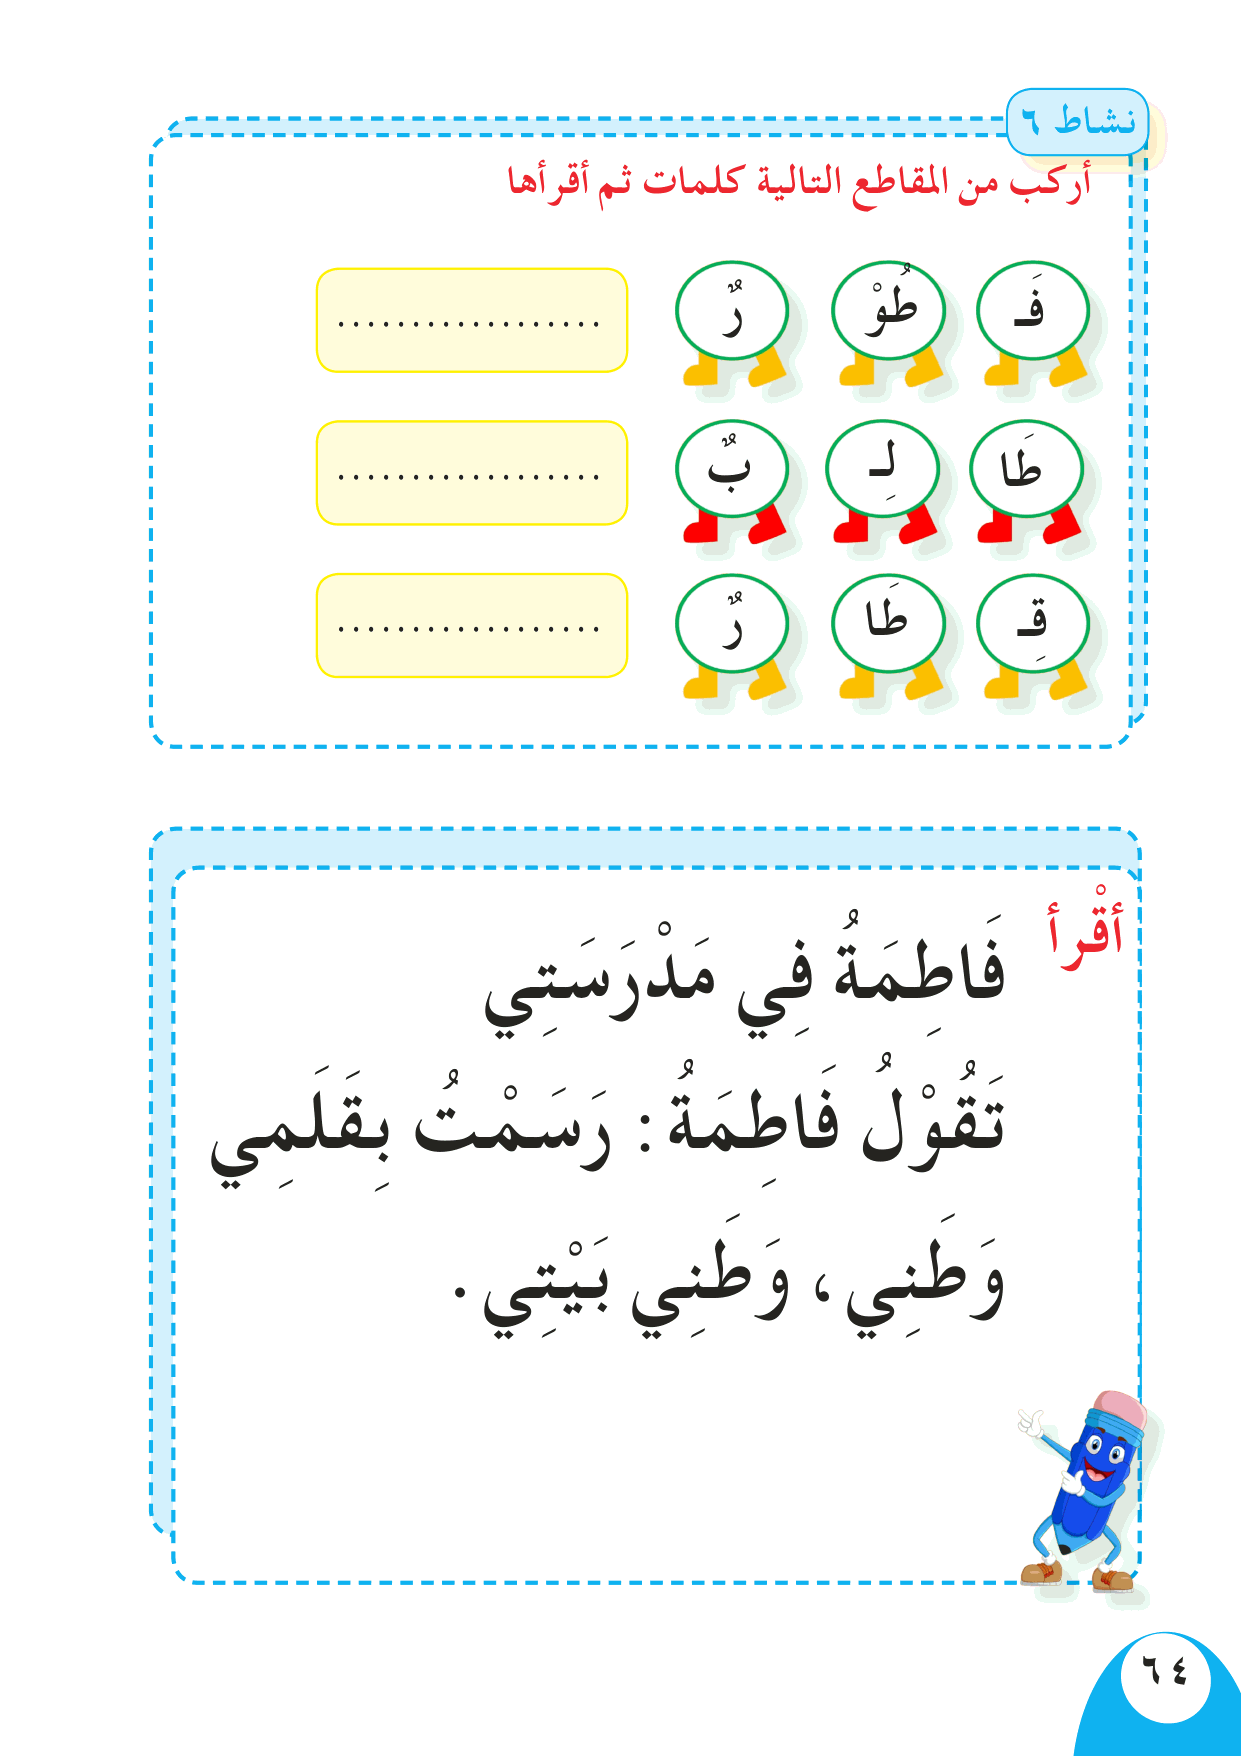 نشاط ٦
أركب من المقاطع التالية كلمات ثم أقرأها
فَـ طُوْ رٌ ..................
طَا لِـ بٌ ..................
قِـ طَا رٌ ..................
أقْرأ
فَاطِمَةُ فِي مَدْرَسَتِي
تَقُوْلُ فَاطِمَةُ: رَسَمْتُ بِقَلَمِي
وَطَنِي، وَطَنِي بَيْتِي.
٦٤